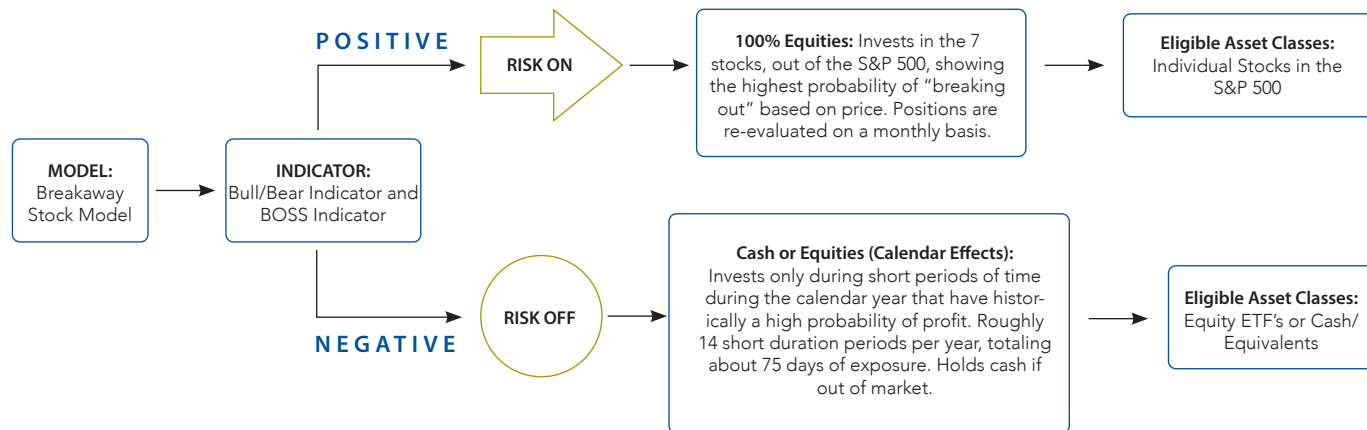 POSITIVE
RISK ON
100% Equities: Invests in the 7
stocks, out of the S&P 500, showing
the highest probability of “breaking
out” based on price. Positions are
re-evaluated on a monthly basis.
Eligible Asset Classes:
Individual Stocks in the
S&P 500
MODEL:
Breakaway
Stock Model
INDICATOR:
Bull/Bear Indicator and
BOSS Indicator
NEGATIVE
RISK OFF
Cash or Equities (Calendar Effects):
Invests only during short periods of time
during the calendar year that have histor-
ically a high probability of profit. Roughly
14 short duration periods per year, totaling
about 75 days of exposure. Holds cash if
out of market.
Eligible Asset Classes:
Equity ETF’s or Cash/
Equivalents